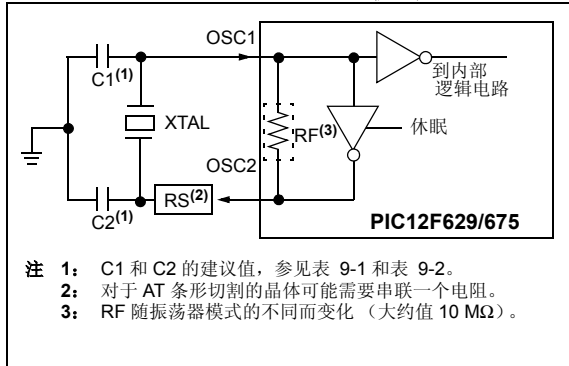 OSC1
C1(1)
到内部
逻辑电路
XTAL
RF(3)
休眠
OSC2
RS(2)
C2(1)
PIC12F629/675
注 1： C1 和 C2 的建议值，参见表 9-1 和表 9-2。
2： 对于 AT 条形切割的晶体可能需要串联一个电阻。
3： RF 随振荡器模式的不同而变化 （大约值 10 MΩ）。